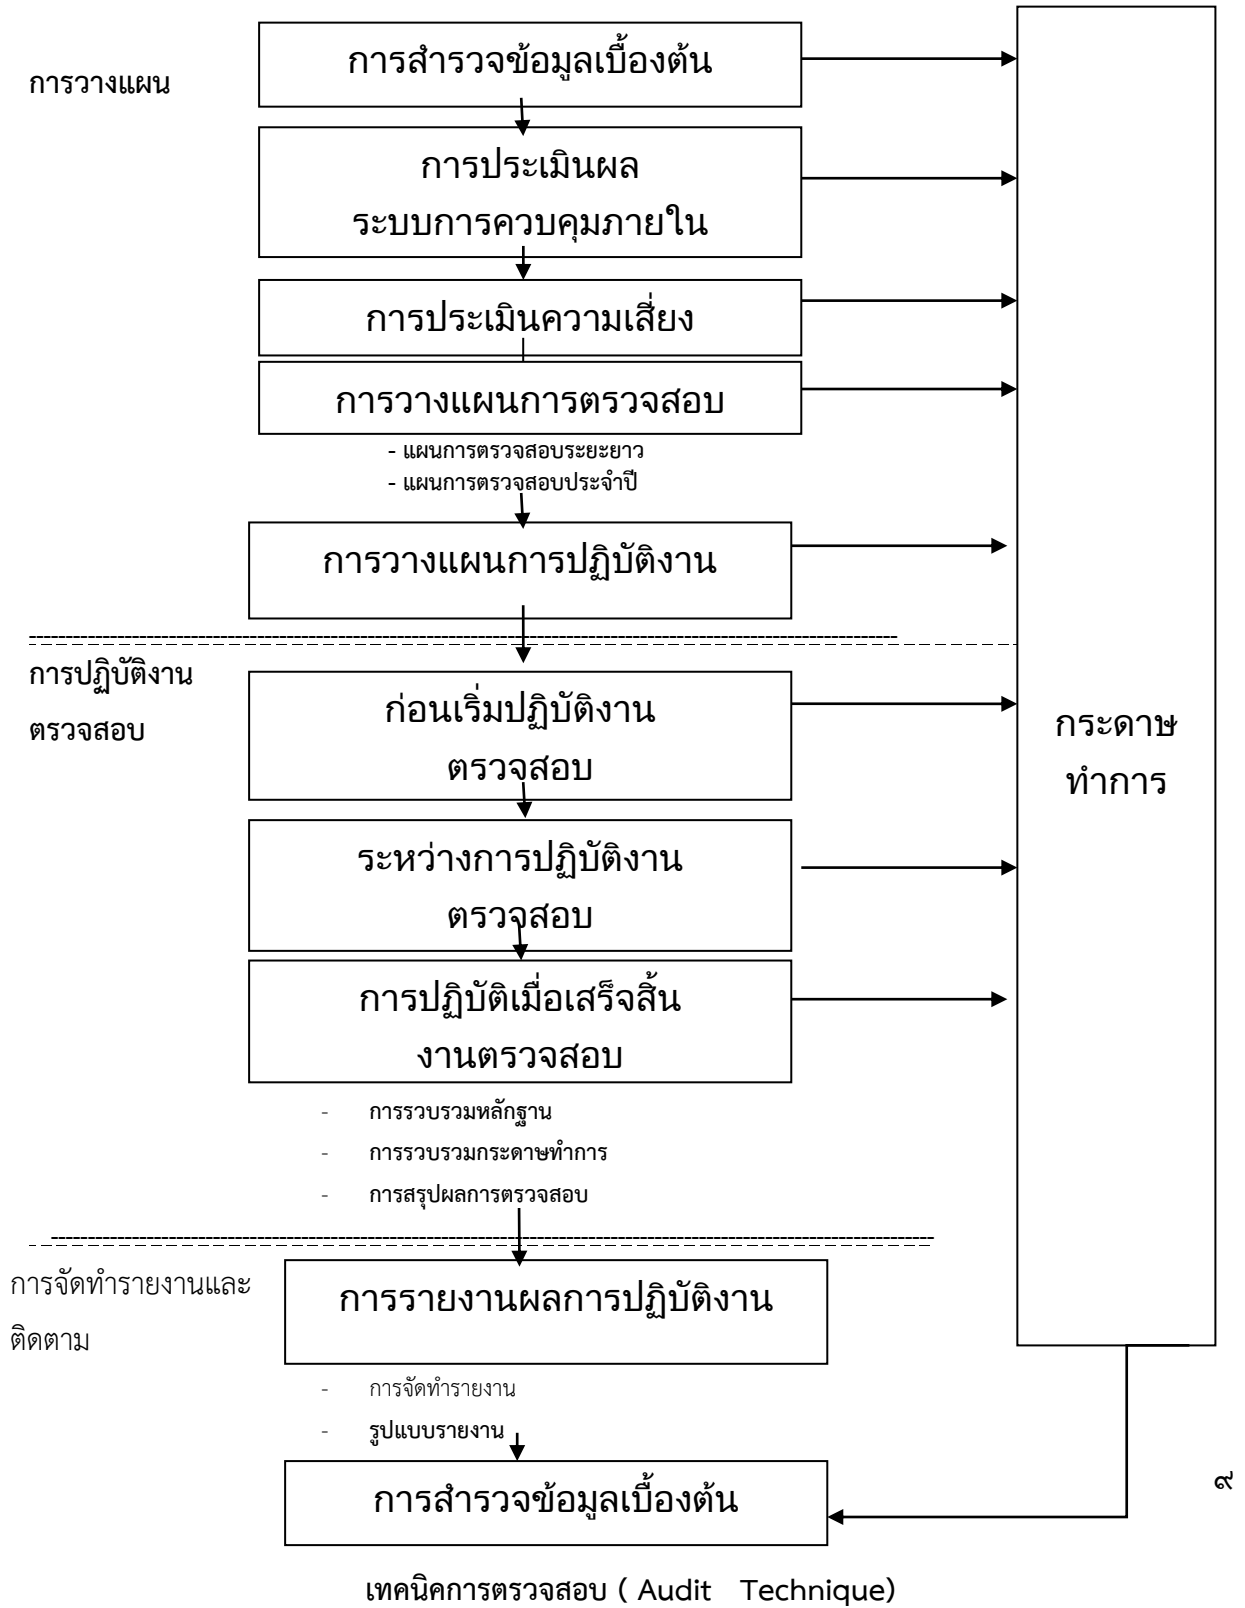 การสำรวจข้อมูลเบื้องต้น
การวางแผน
การประเมินผล
ระบบการควบคุมภายใน
การประเมินความเสี่ยง
การวางแผนการตรวจสอบ
- แผนการตรวจสอบระยะยาว
- แผนการตรวจสอบประจำปี
การวางแผนการปฏิบัติงาน
การปฏิบัติงาน
ตรวจสอบ
ก่อนเริ่มปฏิบัติงาน
ตรวจสอบ
กระดาษ
ทำการ
ระหว่างการปฏิบัติงาน
ตรวจสอบ
การปฏิบัติเมื่อเสร็จสิ้น
งานตรวจสอบ
- การรวบรวมหลักฐาน
- การรวบรวมกระดาษทำการ
- การสรุปผลการตรวจสอบ
การจัดทำรายงานและ
ติดตาม
การรายงานผลการปฏิบัติงาน
- การจัดทำรายงาน
- รูปแบบรายงาน
การสำรวจข้อมูลเบื้องต้น
๙
เทคนิคการตรวจสอบ ( Audit Technique)